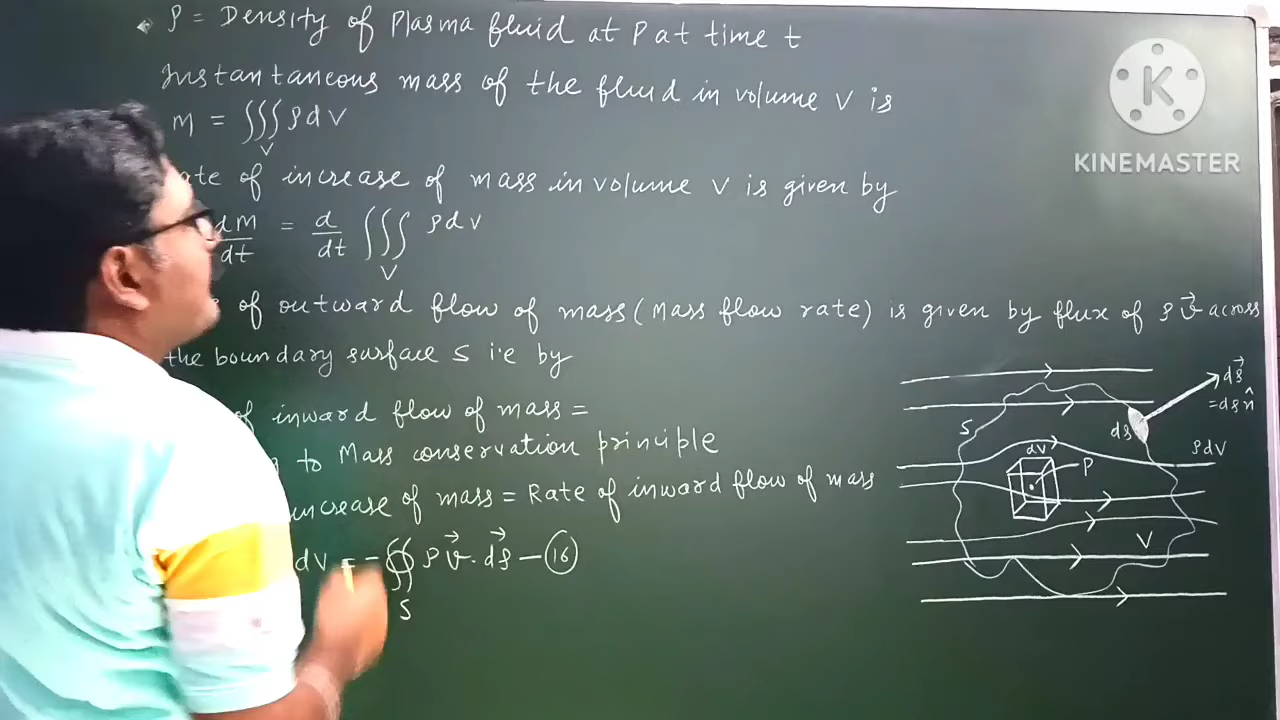 ρ = Density of Plasma fluid at P at time t
Instantaneous mass of the fluid in volume V is
M = ∭ ρdV
V
ate of increase of mass in volume V is given by
dM/dt = d/dt ∭ ρdV
V
of outward flow of mass (Mass flow rate) is given by flux of ρv⃗ across
the boundary surface S i.e by
of inward flow of mass =
to Mass conservation principle
increase of mass = Rate of inward flow of mass
dV = - ∯ ρ v⃗. ds⃗ — (16)
S
ds⃗
= ds n̂
S
ds
dV
P
ρdV
V
KINEMASTER